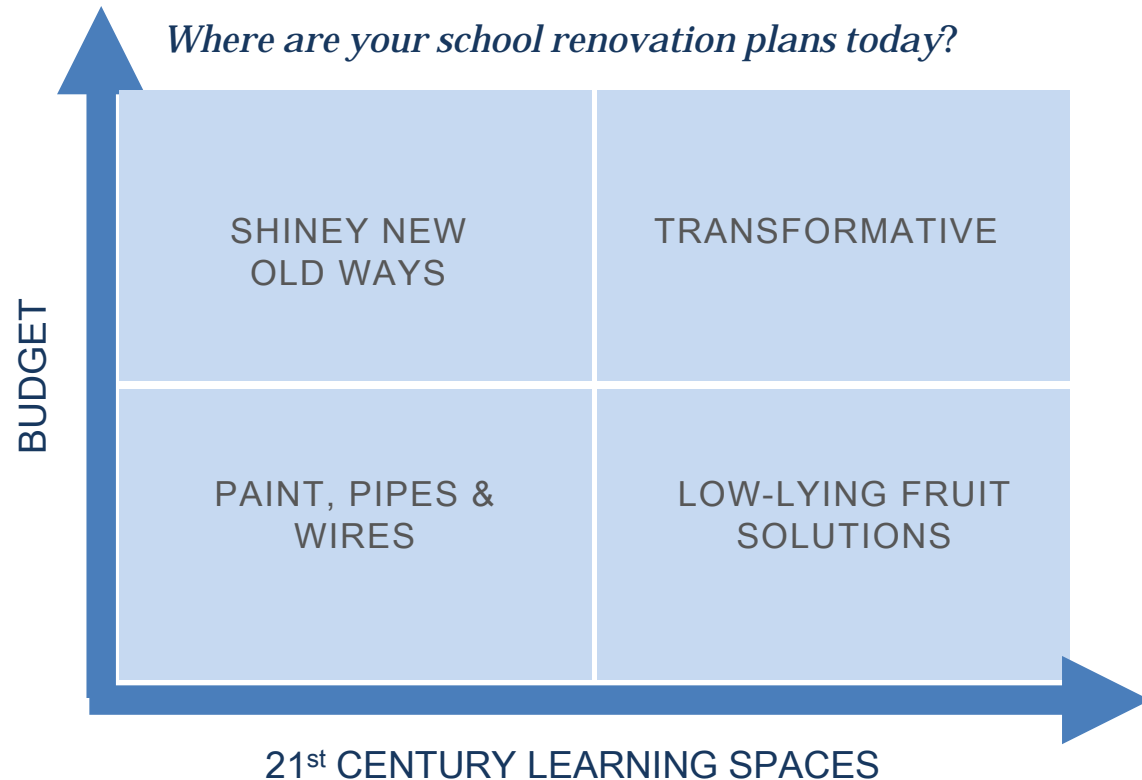 Where are your school renovation plans today?
SHINEY NEW
OLD WAYS
TRANSFORMATIVE
BUDGET
PAINT, PIPES &
WIRES
LOW-LYING FRUIT
SOLUTIONS
21st CENTURY LEARNING SPACES